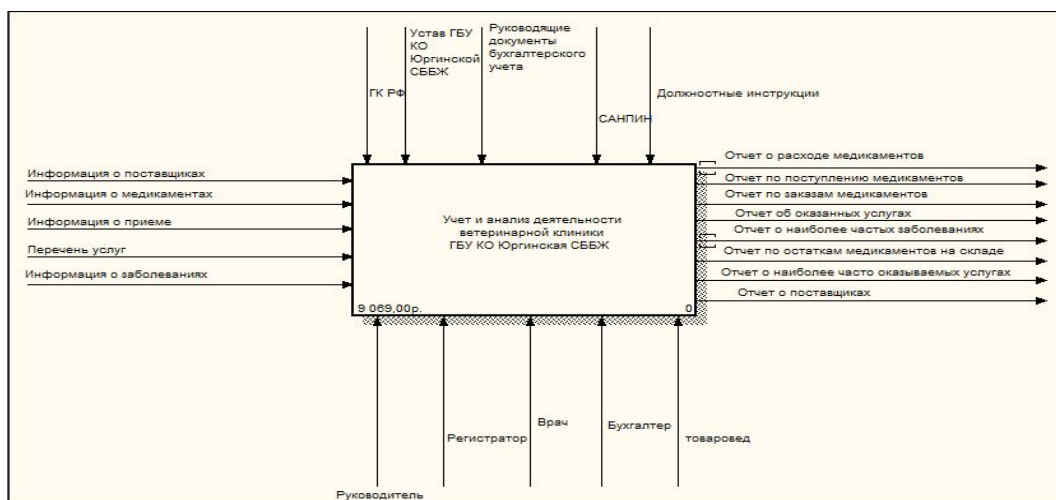 Устав ГБУ
КО
Юргинской
СББЖ
Руководящие
документы
бухгалтерского
учета
ГК РФ
САНПИН
Должностные инструкции
Информация о поставщиках
Информация о медикаментах
Информация о приеме
Перечень услуг
Информация о заболеваниях
Учет и анализ деятельности
ветеринарной клиники
ГБУ КО Юргинская СББЖ
9 069,00р.
0
Отчет о расходе медикаментов
Отчет по поступлению медикаментов
Отчет по заказам медикаментов
Отчет об оказанных услугах
Отчет о наиболее частых заболеваниях
Отчет по остаткам медикаментов на складе
Отчет о наиболее часто оказываемых услугах
Отчет о поставщиках
Руководитель
Регистратор
Врач
Бухгалтер
товаровед